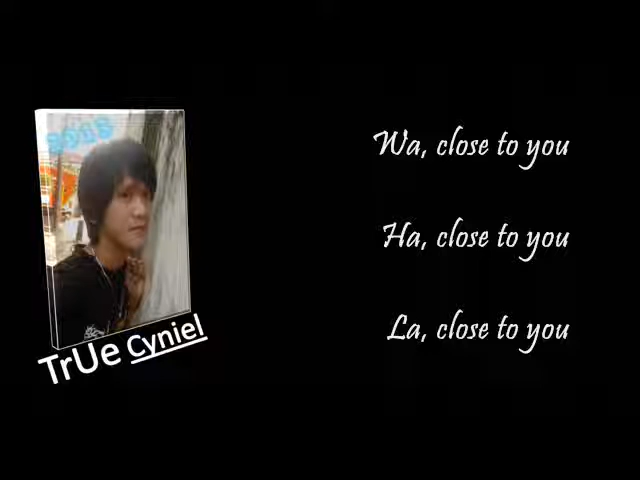 Wa, close to you
Ha, close to you
La, close to you
TrUe Cyniel